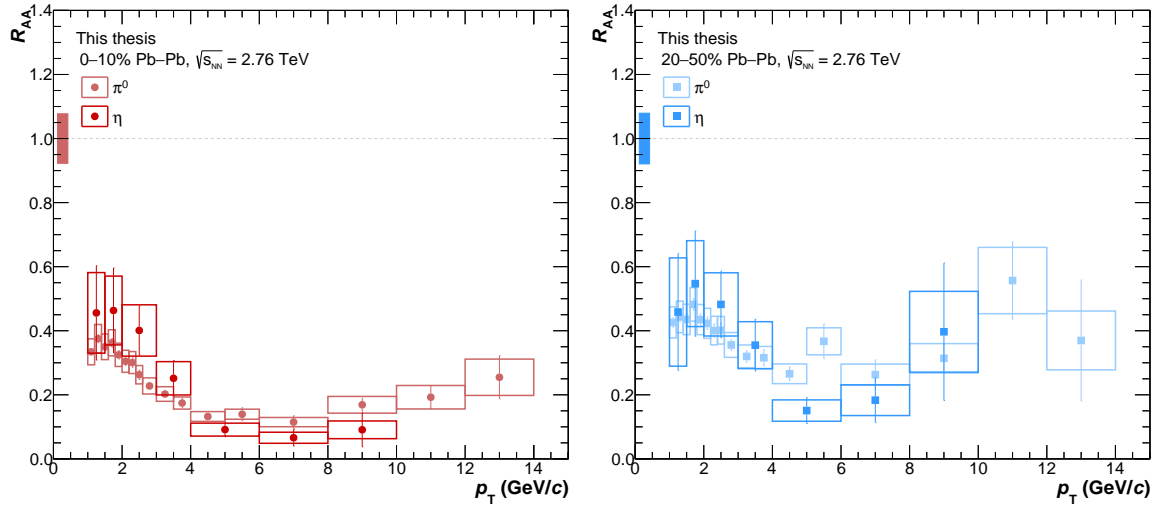 R_AA
1.4
1.2
1.0
0.8
0.6
0.4
0.2
0.0
This thesis
0–10% Pb–Pb, √s_NN = 2.76 TeV
π⁰
η
0 2 4 6 8 10 12 14
p_T (GeV/c)
R_AA
1.4
1.2
1.0
0.8
0.6
0.4
0.2
0.0
This thesis
20–50% Pb–Pb, √s_NN = 2.76 TeV
π⁰
η
0 2 4 6 8 10 12 14
p_T (GeV/c)